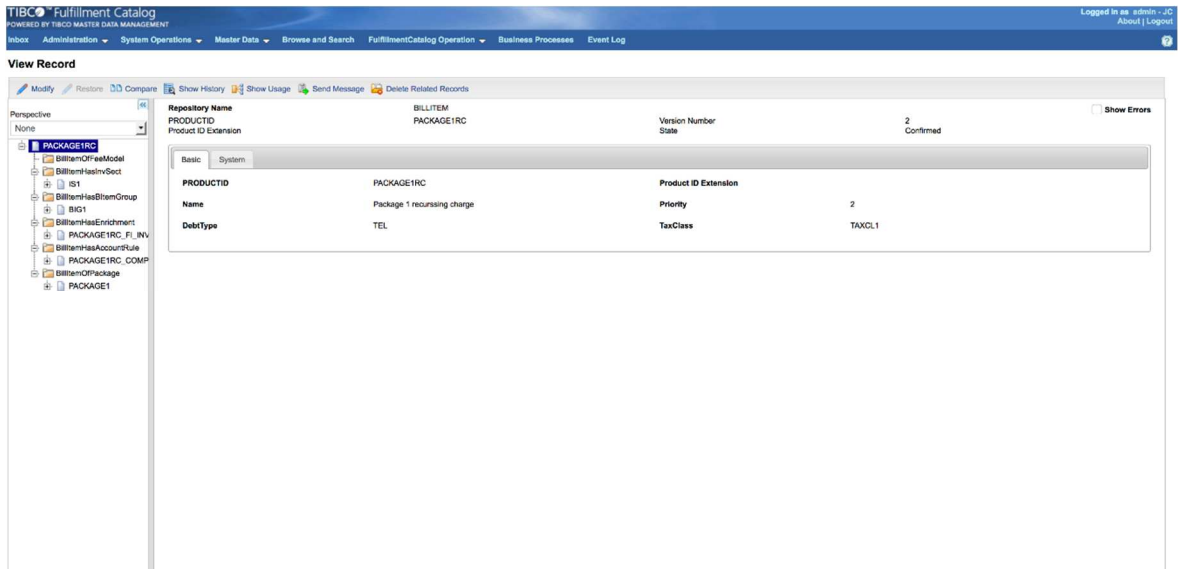 TIBC™ Fulfillment Catalog
POWERED BY TIBCO MASTER DATA MANAGEMENT
Logged in as admin - JC
About | Logout
Inbox Administration System Operations Master Data Browse and Search FulfillmentCatalog Operation Business Processes Event Log ?
View Record
Modify Restore Compare Show History Show Usage Send Message Delete Related Records
Perspective
None
PACKAGE1RC
BillItemOfFeeModel
BillItemHasInvSect
IS1
BillItemHasBItemGroup
BIG1
BillItemHasEnrichment
PACKAGE1RC_FI_INV
BillItemHasAccountRule
PACKAGE1RC_COMP
BillItemOfPackage
PACKAGE1
Repository Name BILLITEM Show Errors
PRODUCTID PACKAGE1RC Version Number 2
Product ID Extension State Confirmed
Basic System
PRODUCTID PACKAGE1RC Product ID Extension
Name Package 1 recurssing charge Priority 2
DebtType TEL TaxClass TAXCL1